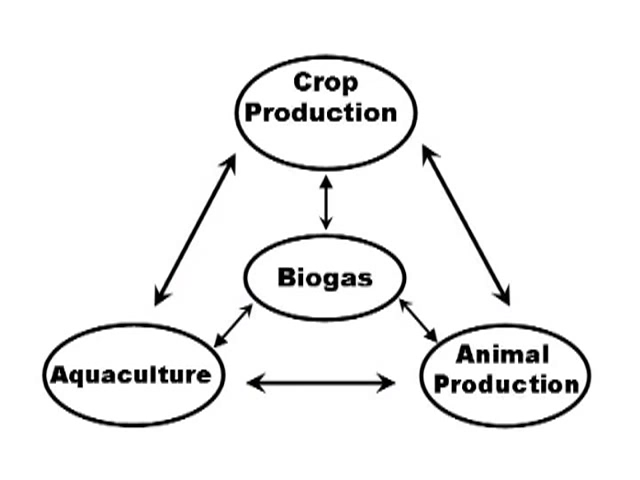 Crop
Production
Biogas
Aquaculture
Animal
Production